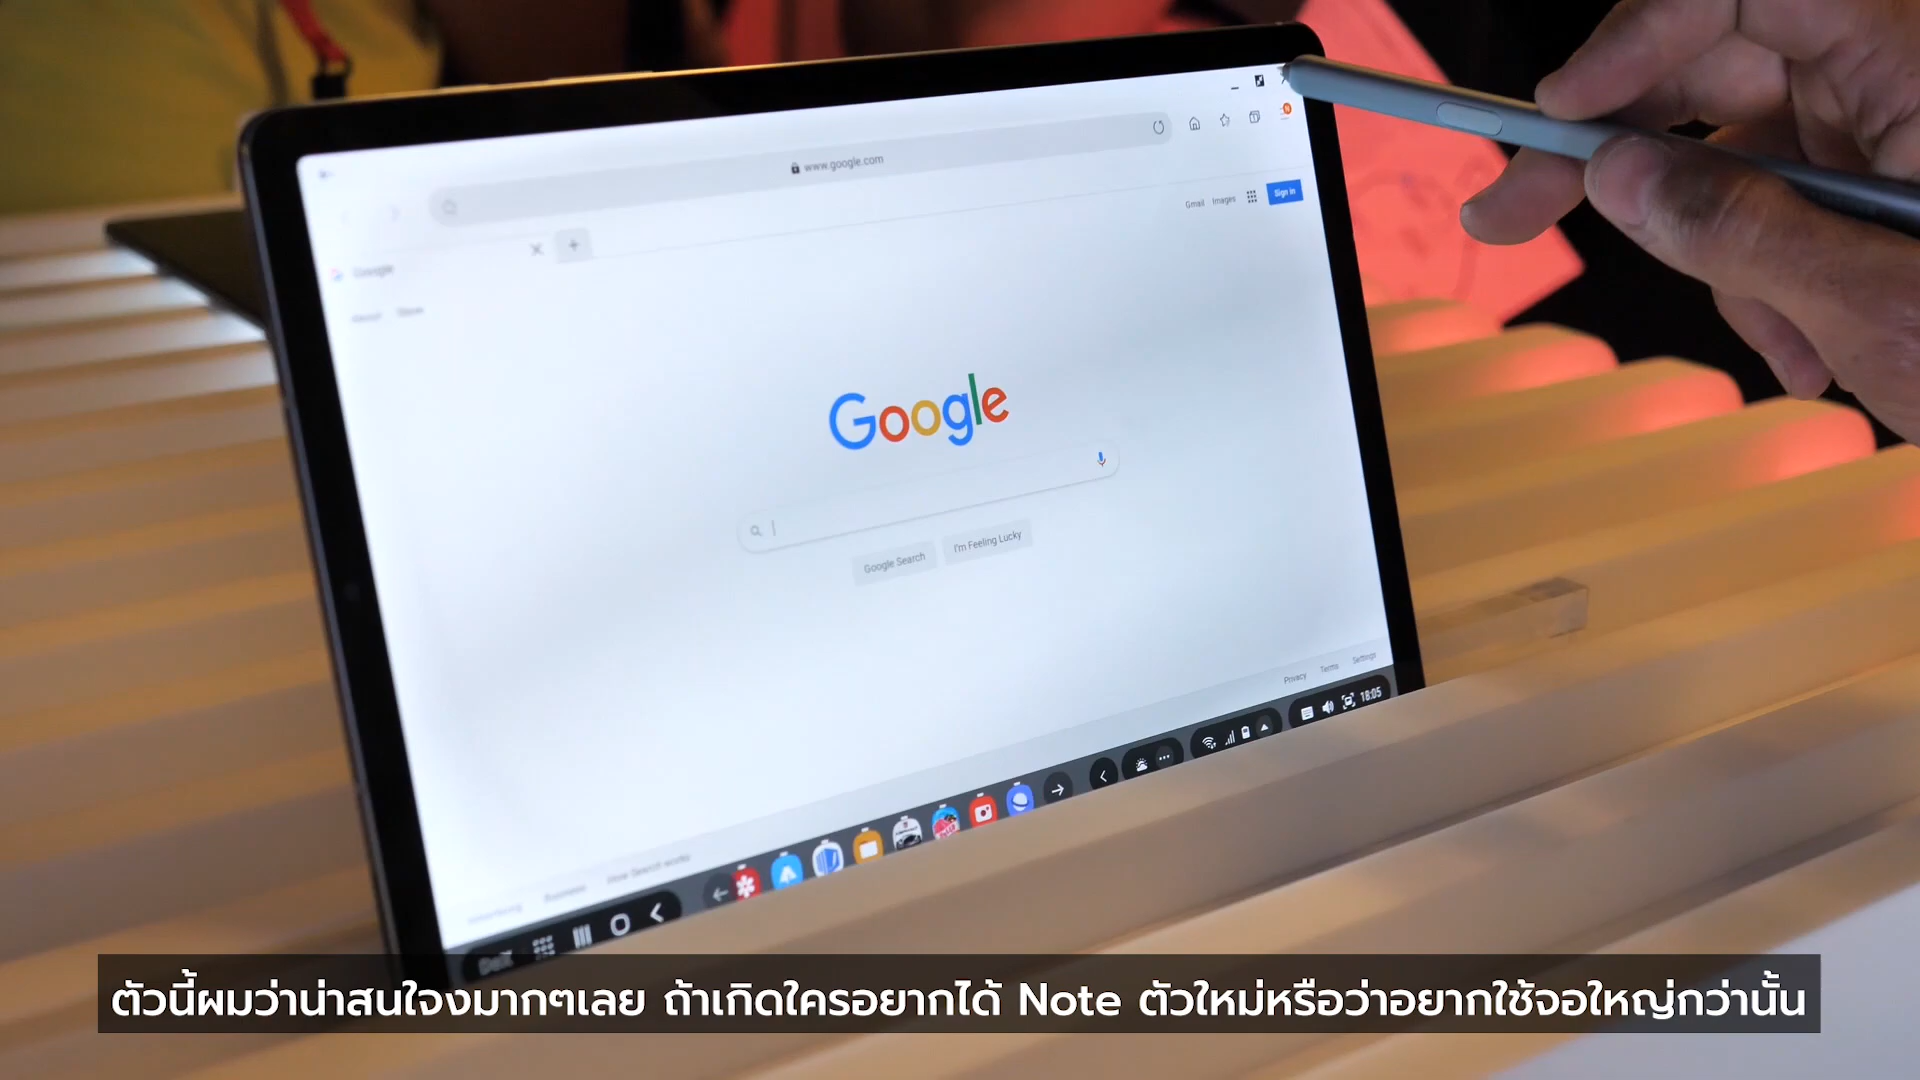 www.google.com
Gmail Images Sign in
Google
About Store
Google
Google Search I'm Feeling Lucky
Privacy Terms Settings
18:05
DeX
ตัวนี้ผมว่าน่าสนใจงมากๆเลย ถ้าเกิดใครอยากได้ Note ตัวใหม่หรือว่าอยากใช้จอใหญ่กว่านั้น